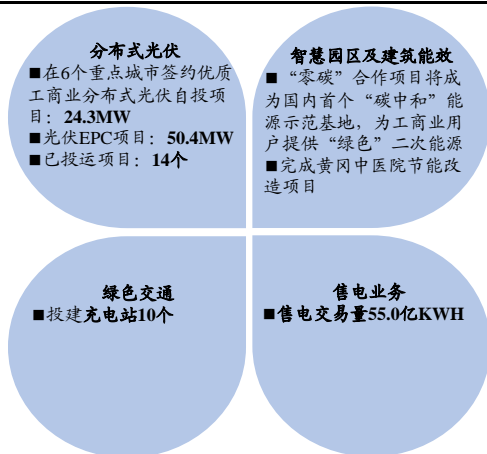 分布式光伏
■在6个重点城市签约优质
工商业分布式光伏自投项
目：24.3MW
■光伏EPC项目：50.4MW
■已投运项目：14个
智慧园区及建筑能效
■“零碳”合作项目将成
为国内首个“碳中和”能
源示范基地，为工商业用
户提供“绿色”二次能源
■完成黄冈中医院节能改
造项目
绿色交通
■投建充电站10个
售电业务
■售电交易量55.0亿KWH